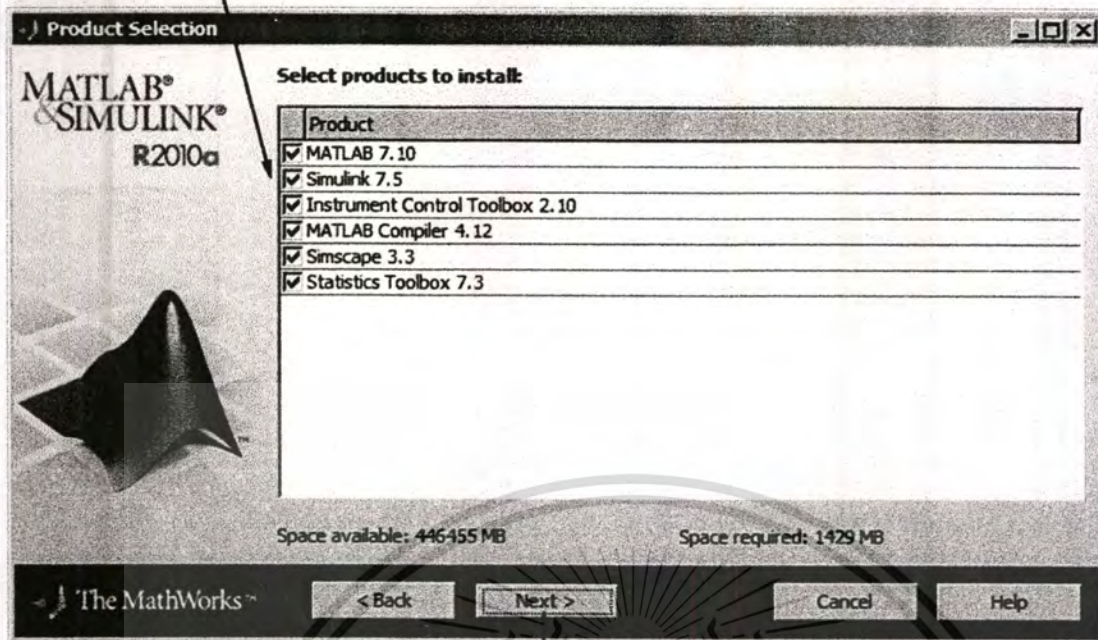 Product Selection
MATLAB®
&SIMULINK®
R2010a
Select products to install:
Product
MATLAB 7.10
Simulink 7.5
Instrument Control Toolbox 2.10
MATLAB Compiler 4.12
Simscape 3.3
Statistics Toolbox 7.3
™
Space available: 446455 MB
Space required: 1429 MB
The MathWorks™
< Back
Next >
Cancel
Help